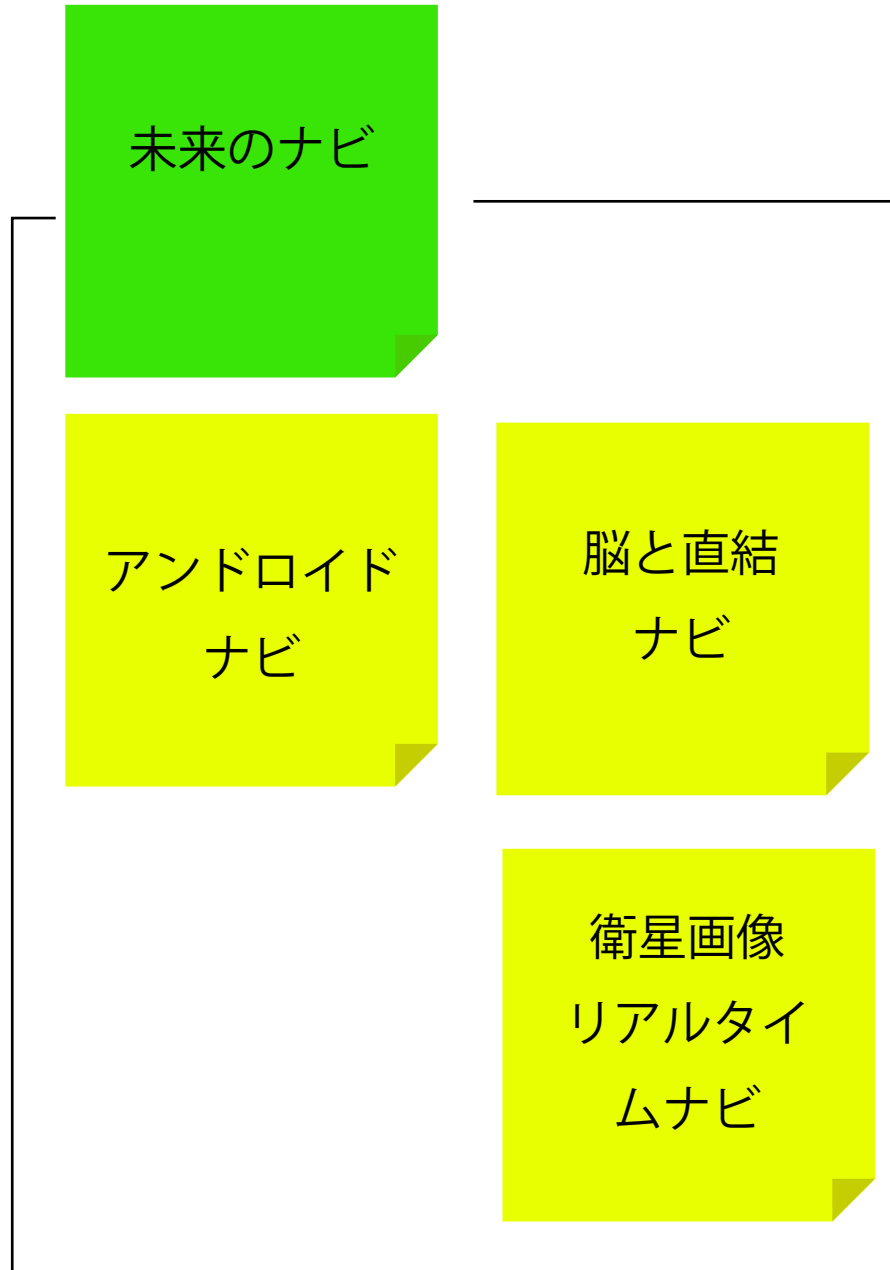 未来のナビ
アンドロイド
ナビ
脳と直結
ナビ
衛星画像
リアルタイ
ムナビ